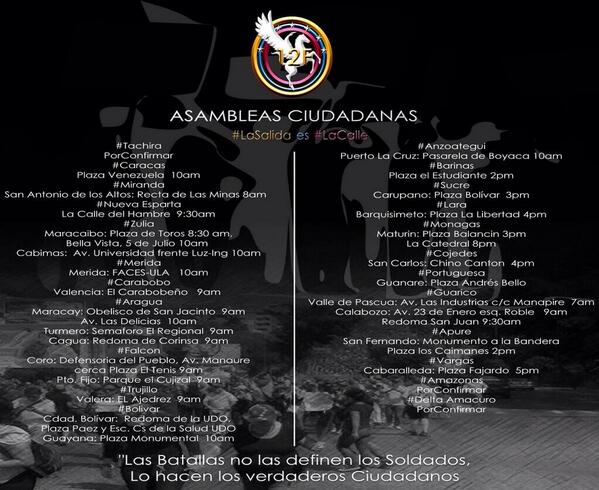 12F
ASAMBLEAS CIUDADANAS
#LaSalida es #LaCalle
#Tachira
PorConfirmar
#Caracas
Plaza Venezuela 10am
#Miranda
San Antonio de los Altos: Recta de Las Minas 8am
#Nueva Esparta
La Calle del Hambre 9:30am
#Zulia
Maracaibo: Plaza de Toros 8:30 am,
Bella Vista, 5 de Julio 10am
Cabimas: Av. Universidad frente Luz-Ing 10am
#Merida
Merida: FACES-ULA 10am
#Carabobo
Valencia: El Carabobeño 9am
#Aragua
Maracay: Obelisco de San Jacinto 9am
Av. Las Delicias 10am
Turmero: Semaforo El Regional 9am
Cagua: Redoma de Corinsa 9am
#Falcon
Coro: Defensoria del Pueblo, Av. Manaure
cerca Plaza El Tenis 9am
Pto. Fijo: Parque el Cujizal 9am
#Trujillo
Valera: EL Ajedrez 9am
#Bolivar
Cdad. Bolivar: Redoma de la UDO,
Plaza Paez y Esc. Cs de la Salud UDO
Guayana: Plaza Monumental 10am
#Anzoategui
Puerto La Cruz: Pasarela de Boyaca 10am
#Barinas
Plaza el Estudiante 2pm
#Sucre
Carupano: Plaza Bolívar 3pm
#Lara
Barquisimeto: Plaza La Libertad 4pm
#Monagas
Maturin: Plaza Balancin 3pm
La Catedral 8pm
#Cojedes
San Carlos: Chino Canton 4pm
#Portuguesa
Guanare: Plaza Andrés Bello
#Guarico
Valle de Pascua: Av. Las Industrias c/c Manapire 7am
Calabozo: Av. 23 de Enero esq. Roble 9am
Redoma San Juan 9:30am
#Apure
San Fernando: Monumento a la Bandera
Plaza los Caimanes 2pm
#Vargas
Cabaralleda: Plaza Fajardo 5pm
#Amazonas
PorConfirmar
#Delta Amacuro
PorConfirmar
"Las Batallas no las definen los Soldados,
Lo hacen los verdaderos Ciudadanos